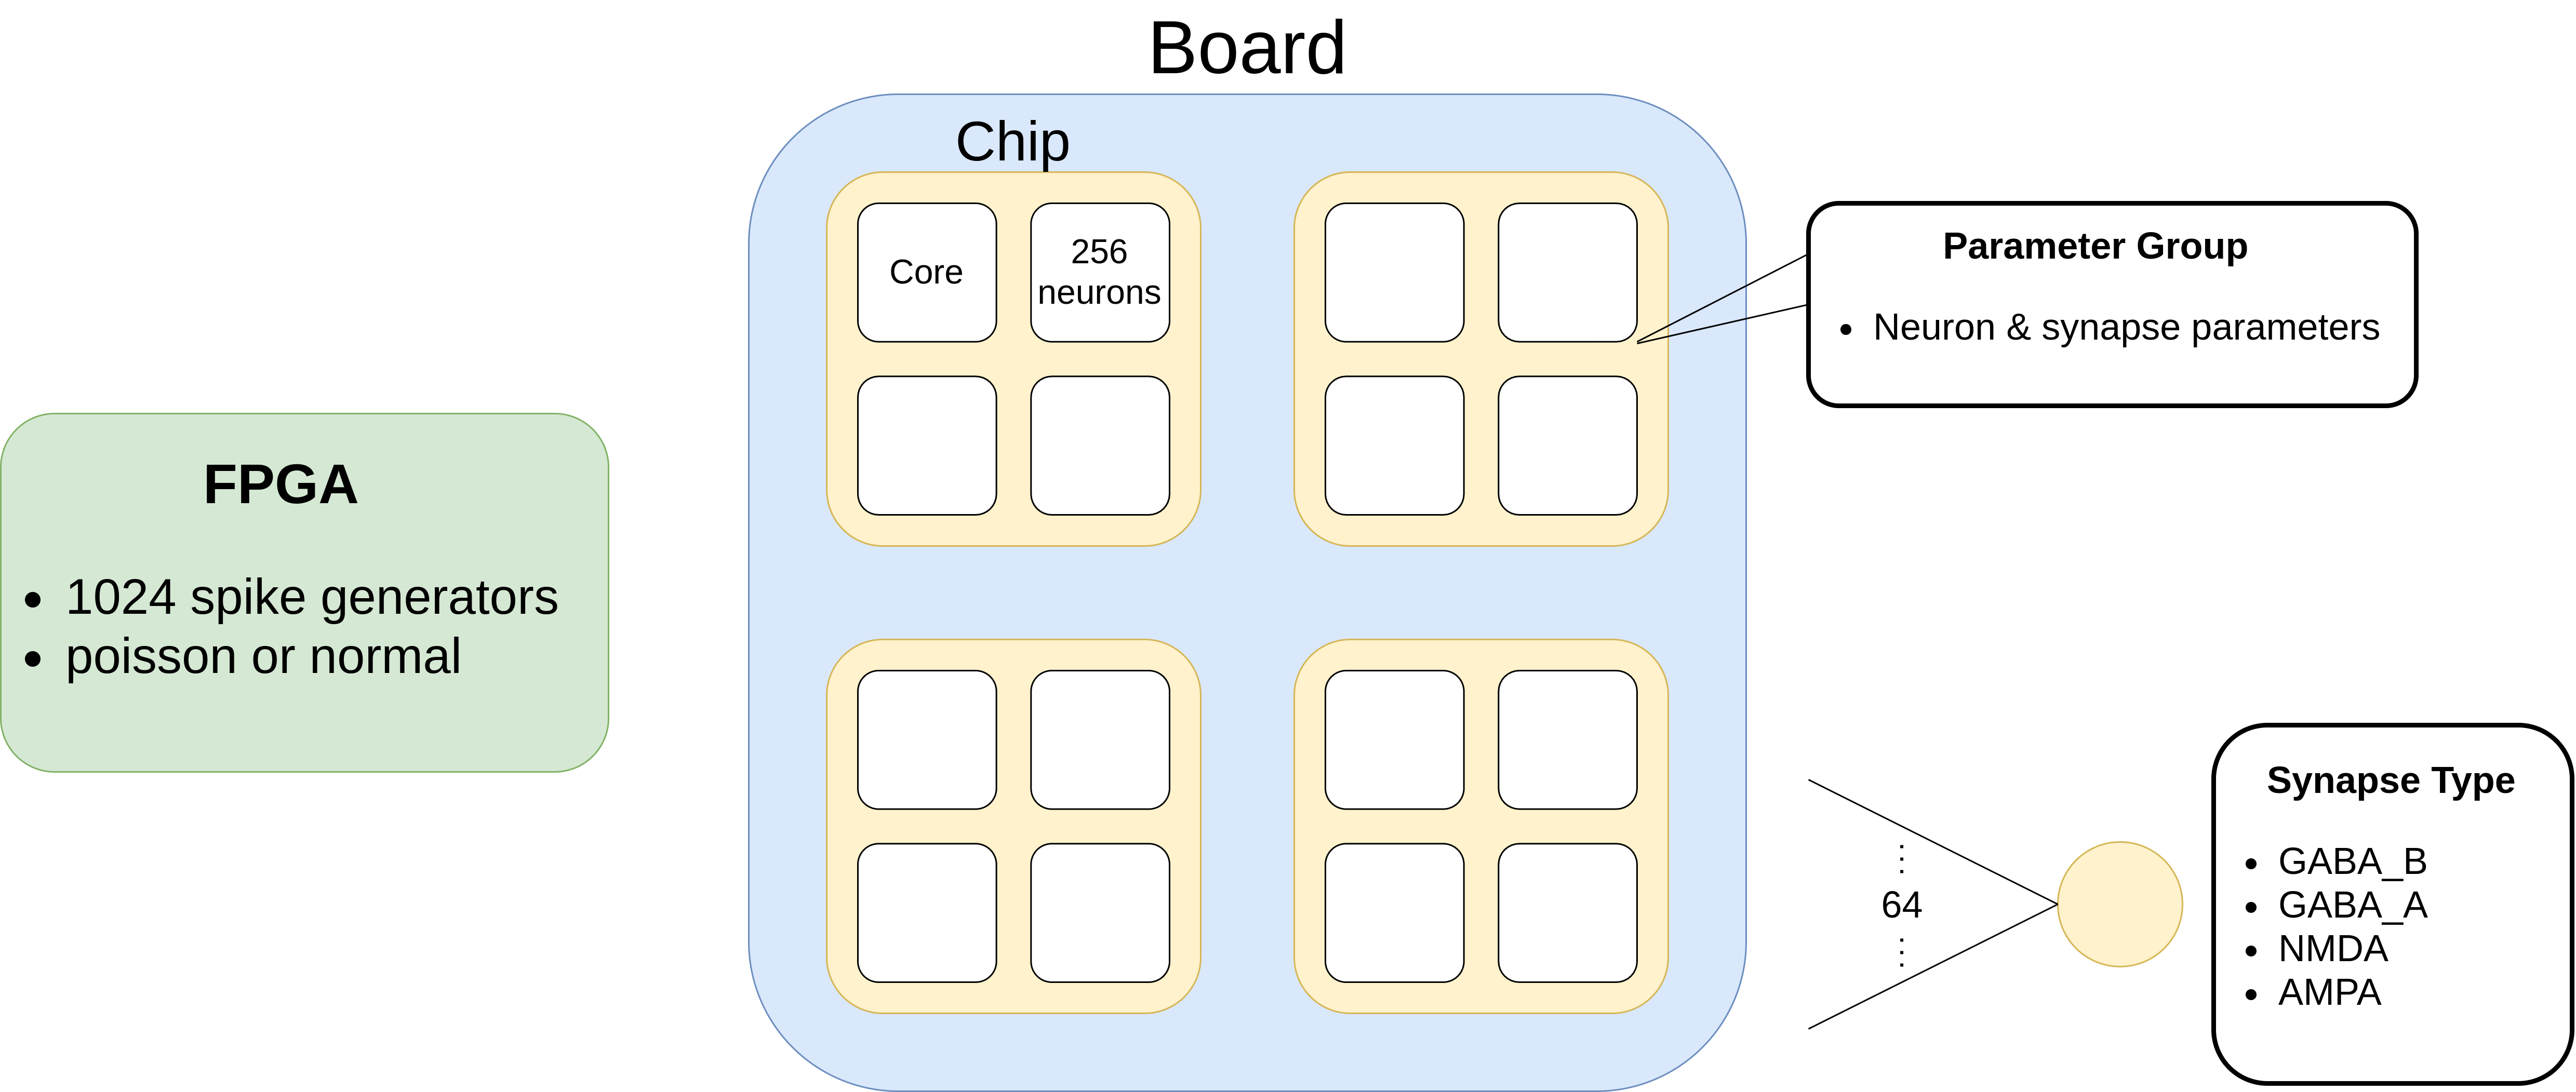 Board
Chip
Core
256
neurons
Parameter Group
• Neuron & synapse parameters
FPGA
• 1024 spike generators
• poisson or normal
64
Synapse Type
• GABA_B
• GABA_A
• NMDA
• AMPA